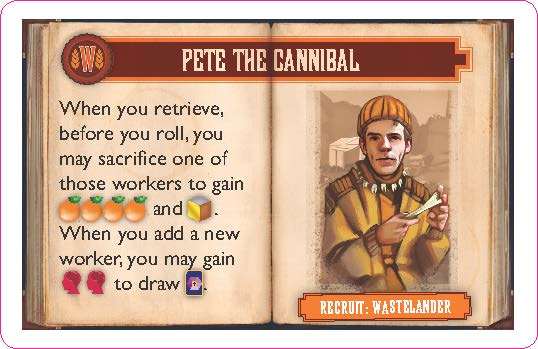 W
PETE THE CANNIBAL
When you retrieve,
before you roll, you
may sacrifice one of
those workers to gain
and .
When you add a new
worker, you may gain
to draw .
RECRUIT: WASTELANDER